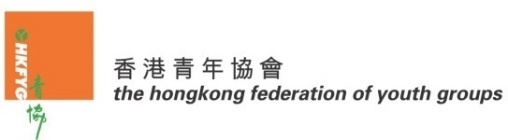 HKFYG
青協
香港青年協會
the hongkong federation of youth groups